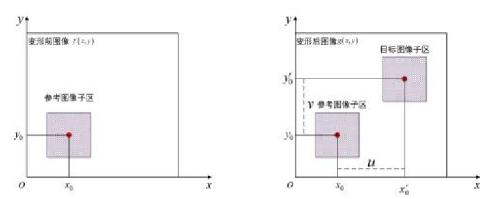 y
变形前图像 f(x,y)
参考图像子区
y₀
O
x₀
x
y
变形后图像g(x,y)
目标图像子区
y₀′
v
参考图像子区
y₀
u
O
x₀
x₀′
x